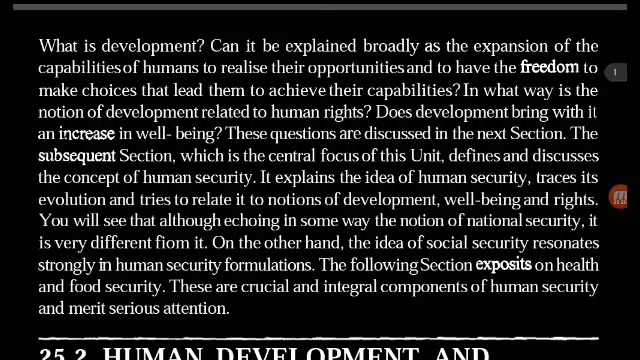 What is development? Can it be explained broadly as the expansion of the
capabilities of humans to realise their opportunities and to have the freedom to
make choices that lead them to achieve their capabilities? In what way is the
notion of development related to human rights? Does development bring with it
an increase in well- being? These questions are discussed in the next Section. The
subsequent Section, which is the central focus of this Unit, defines and discusses
the concept of human security. It explains the idea of human security, traces its
evolution and tries to relate it to notions of development, well-being and rights.
You will see that although echoing in some way the notion of national security, it
is very different fiom it. On the other hand, the idea of social security resonates
strongly in human security formulations. The following Section exposits on health
and food security. These are crucial and integral components of human security
and merit serious attention.
25.2 HUMAN DEVELOPMENT AND
1